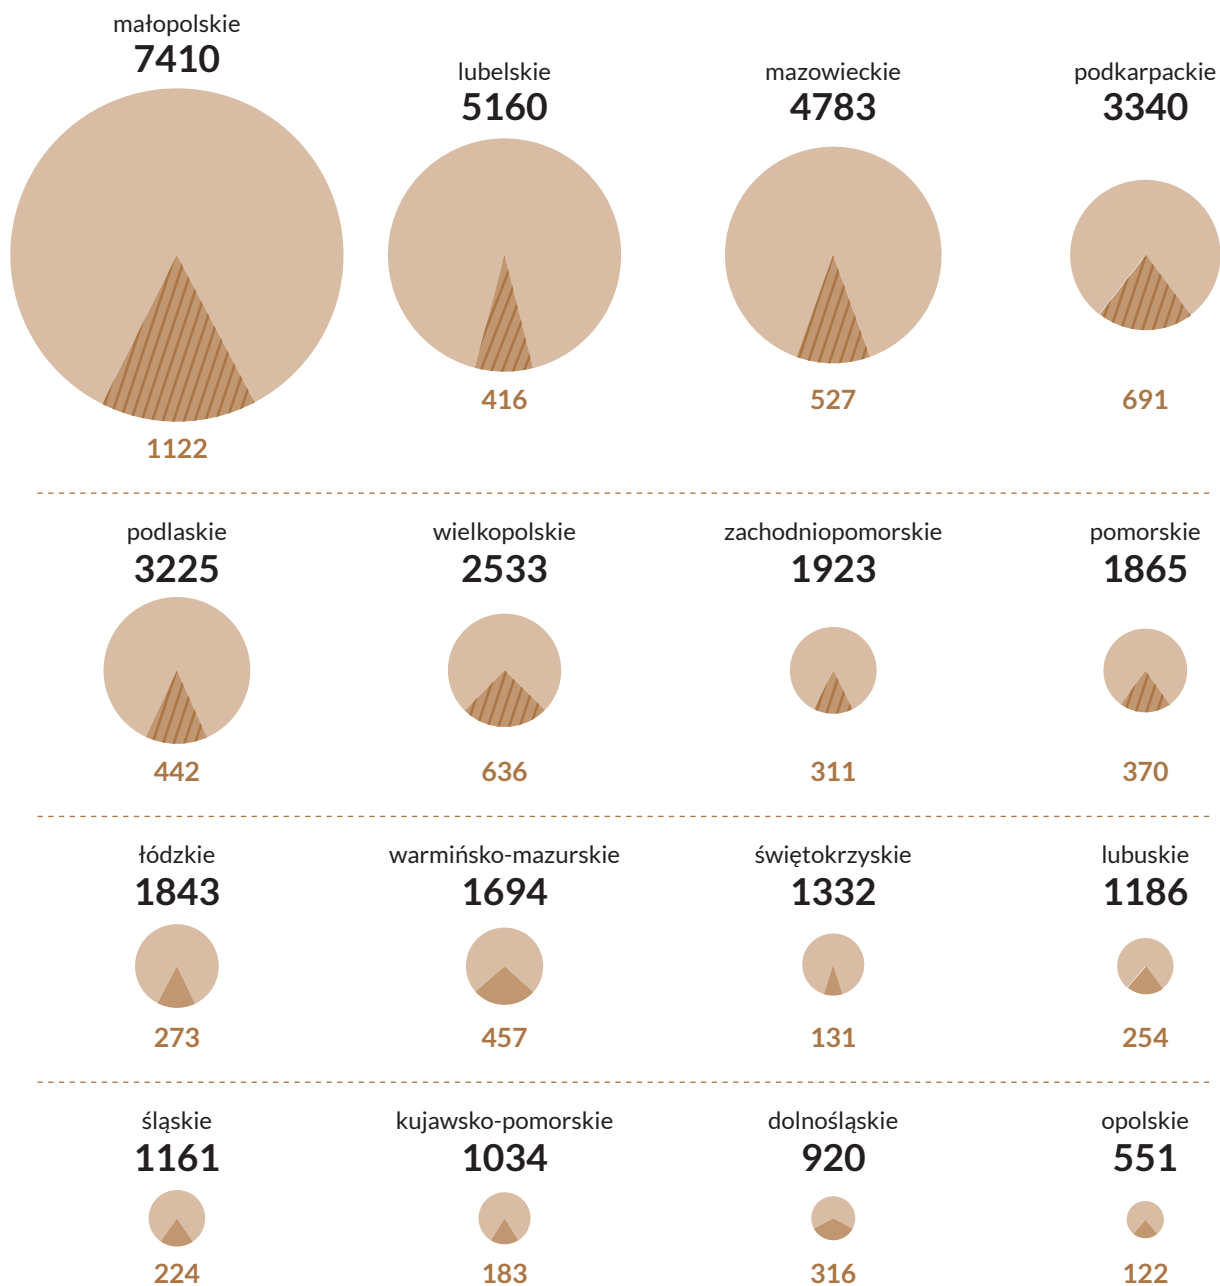 małopolskie
7410
1122
lubelskie
5160
416
mazowieckie
4783
527
podkarpackie
3340
691
podlaskie
3225
442
wielkopolskie
2533
636
zachodniopomorskie
1923
311
pomorskie
1865
370
łódzkie
1843
273
warmińsko-mazurskie
1694
457
świętokrzyskie
1332
131
lubuskie
1186
254
śląskie
1161
224
kujawsko-pomorskie
1034
183
dolnośląskie
920
316
opolskie
551
122